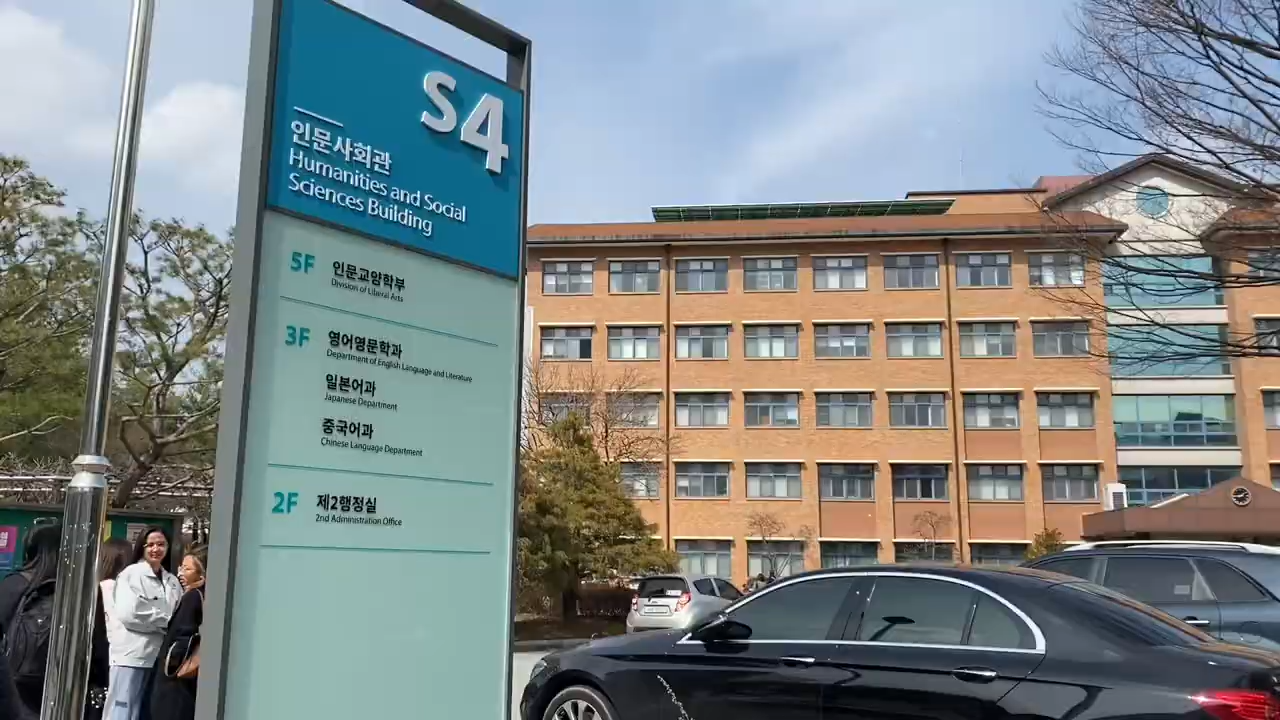 S4
인문사회관
Humanities and Social
Sciences Building
5F 인문교양학부
Division of Liberal Arts
3F 영어영문학과
Department of English Language and Literature
일본어과
Japanese Department
중국어과
Chinese Language Department
2F 제2행정실
2nd Administration Office